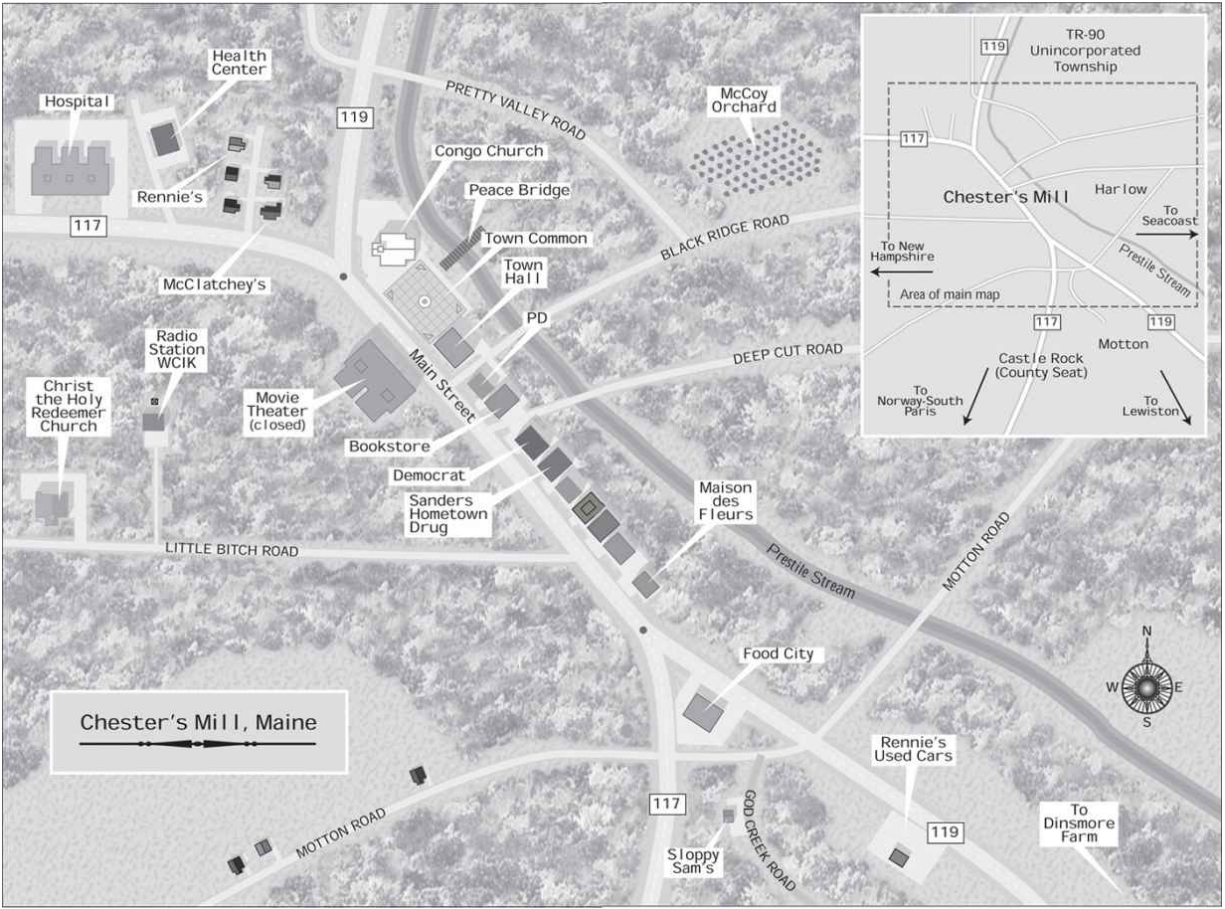 Health
Center
Hospital
119
PRETTY VALLEY ROAD
McCoy
Orchard
Congo Church
Rennie's
Peace Bridge
117
Town Common
BLACK RIDGE ROAD
McClatchey's
Town
Hall
PD
Radio
Station
WCIK
Main Street
DEEP CUT ROAD
Christ
the Holy
Redeemer
Church
Movie
Theater
(closed)
Bookstore
Democrat
Sanders
Hometown
Drug
Maison
des
Fleurs
LITTLE BITCH ROAD
Prestile Stream
MOTTON ROAD
Food City
N
W
E
S
Chester's Mill, Maine
Rennie's
Used Cars
117
GOD CREEK ROAD
119
To
Dinsmore
Farm
MOTTON ROAD
Sloppy
Sam's
119
TR-90
Unincorporated
Township
117
Chester's Mill
Harlow
To
Seacoast
To New
Hampshire
Prestile Stream
Area of main map
117
119
Motton
Castle Rock
(County Seat)
To
Norway-South
Paris
To
Lewiston